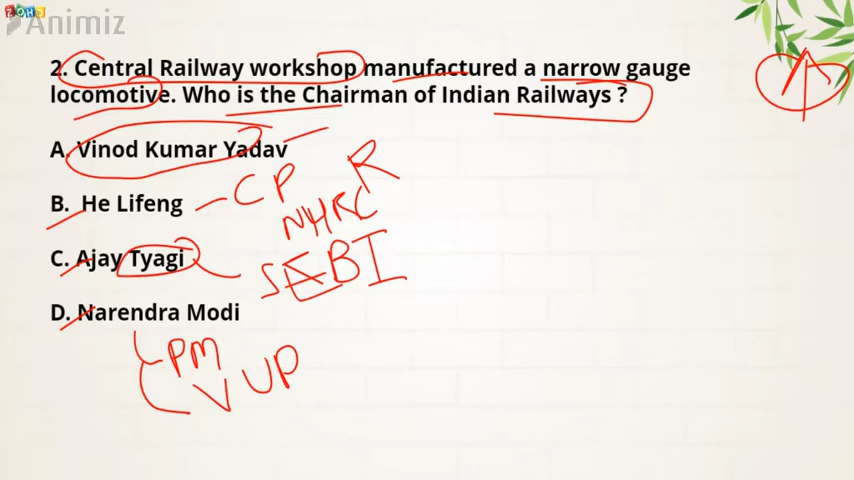 ZOHY
Animiz
2. Central Railway workshop manufactured a narrow gauge
locomotive. Who is the Chairman of Indian Railways ?
A. Vinod Kumar Yadav
B. He Lifeng
C. Ajay Tyagi
D. Narendra Modi
CP R
NHRC
SEBI
PM
V UP